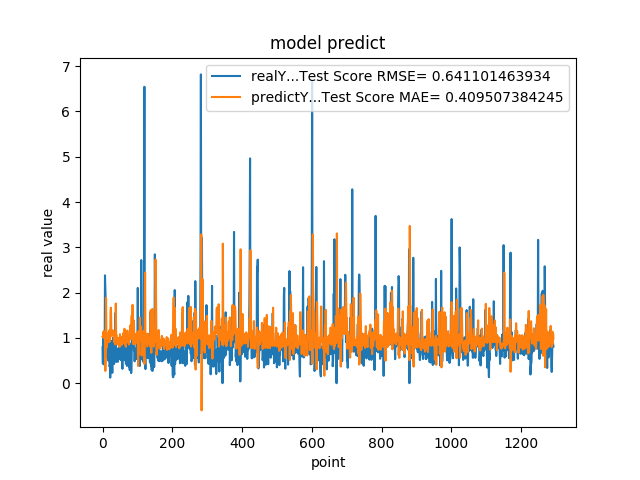 model predict
realY...Test Score RMSE= 0.641101463934
predictY...Test Score MAE= 0.409507384245
7
6
5
4
3
2
1
0
real value
0 200 400 600 800 1000 1200
point